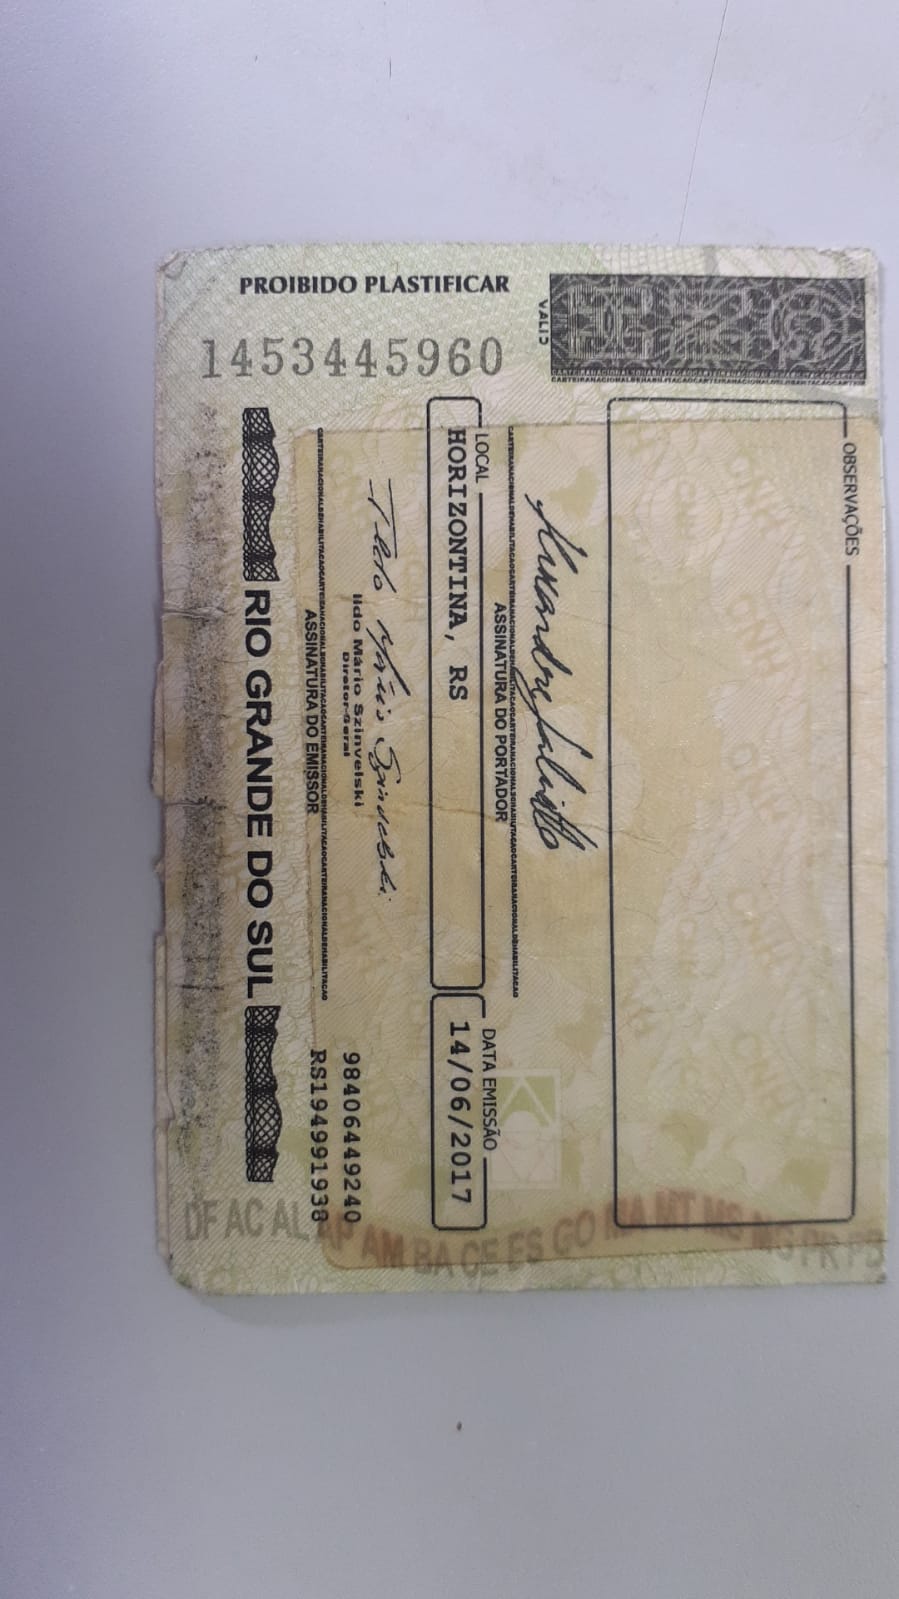 OBSERVAÇÕES
VALID
PROIBIDO PLASTIFICAR
1453445960
ASSINATURA DO PORTADOR
LOCAL
HORIZONTINA, RS
DATA EMISSÃO
14/06/2017
Ildo Mário Szinvelski
Diretor-Geral
98406449240
RS194991938
ASSINATURA DO EMISSOR
RIO GRANDE DO SUL
DF AC AL AP AM BA CE ES GO MA MT MS MG PR PB